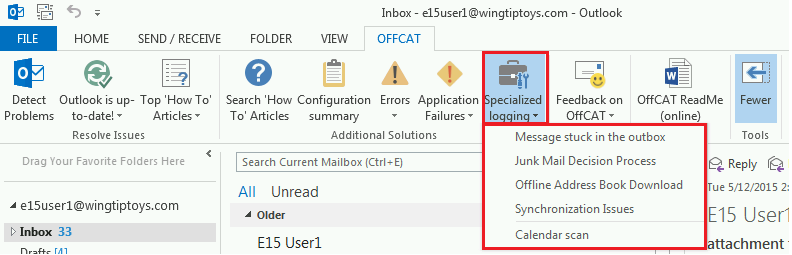 Inbox - e15user1@wingtiptoys.com - Outlook
FILE HOME SEND / RECEIVE FOLDER VIEW OFFCAT
Detect Problems
Outlook is up-to-date!
Top 'How To' Articles
Search 'How To' Articles
Configuration summary
Errors
Application Failures
Specialized logging
Feedback on OffCAT
OffCAT ReadMe (online)
Fewer
Resolve Issues Additional Solutions Tools
Message stuck in the outbox
Junk Mail Decision Process
Offline Address Book Download
Synchronization Issues
Calendar scan
Drag Your Favorite Folders Here
e15user1@wingtiptoys.com
Inbox 33
Drafts [4]
Search Current Mailbox (Ctrl+E)
All Unread
Older
E15 User1
Reply
Tue 5/12/2015 2:43
E15 User1
attachment